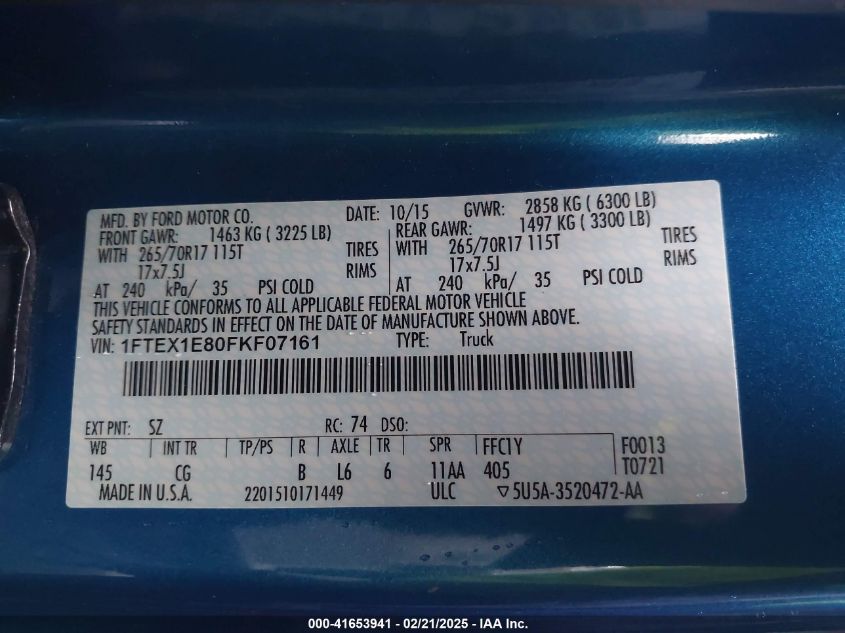 MFD. BY FORD MOTOR CO. DATE: 10/15 GVWR: 2858 KG ( 6300 LB)
FRONT GAWR: 1463 KG ( 3225 LB) REAR GAWR: 1497 KG ( 3300 LB)
WITH 265/70R17 115T TIRES WITH 265/70R17 115T TIRES
17x7.5J RIMS 17x7.5J RIMS
AT 240 kPa/ 35 PSI COLD AT 240 kPa/ 35 PSI COLD
THIS VEHICLE CONFORMS TO ALL APPLICABLE FEDERAL MOTOR VEHICLE
SAFETY STANDARDS IN EFFECT ON THE DATE OF MANUFACTURE SHOWN ABOVE.
VIN: 1FTEX1E80FKF07161 TYPE: Truck
EXT PNT: SZ RC: 74 DSO:
WB INT TR TP/PS R AXLE TR SPR FFC1Y F0013
145 CG B L6 6 11AA 405 T0721
MADE IN U.S.A. 2201510171449 ULC ▽5U5A-3520472-AA
000-41653941 - 02/21/2025 - IAA Inc.